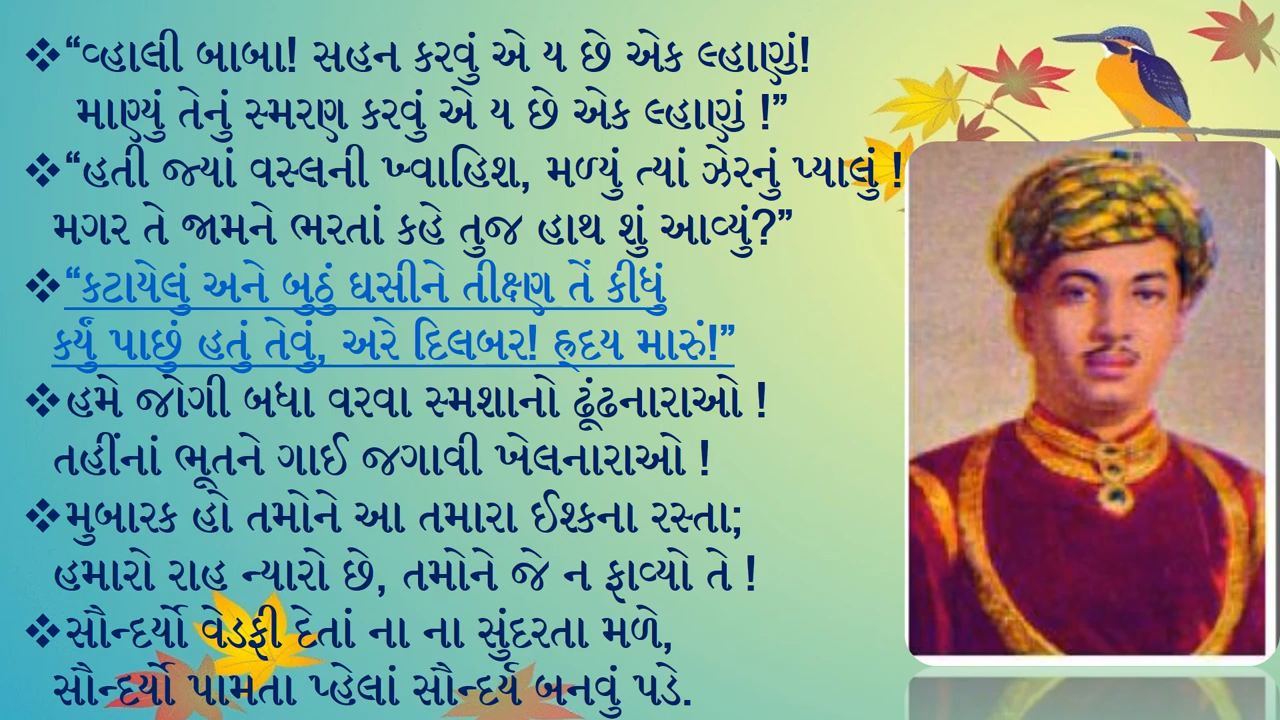 ❖“વ્હાલી બાબા! સહન કરવું એ ય છે એક લ્હાણું!
માણ્યું તેનું સ્મરણ કરવું એ ય છે એક લ્હાણું !”
❖“હતી જ્યાં વસ્લની ખ્વાહિશ, મળ્યું ત્યાં ઝેરનું પ્યાલું !
મગર તે જામને ભરતાં કહે તુજ હાથ શું આવ્યું?”
❖“કટાયેલું અને બુઠ્ઠું ઘસીને તીક્ષ્ણ તેં કીધું
કર્યું પાછું હતું તેવું, અરે દિલબર! હ્રદય મારું!”
❖હમે જોગી બધા વરવા સ્મશાનો ઢૂંઢનારાઓ !
તહીંનાં ભૂતને ગાઈ જગાવી ખેલનારાઓ !
❖મુબારક હો તમોને આ તમારા ઈશ્કના રસ્તા;
હમારો રાહ ન્યારો છે, તમોને જે ન ફાવ્યો તે !
❖સૌન્દર્યો વેડફી દેતાં ના ના સુંદરતા મળે,
સૌન્દર્યો પામતા પ્હેલાં સૌન્દર્ય બનવું પડે.